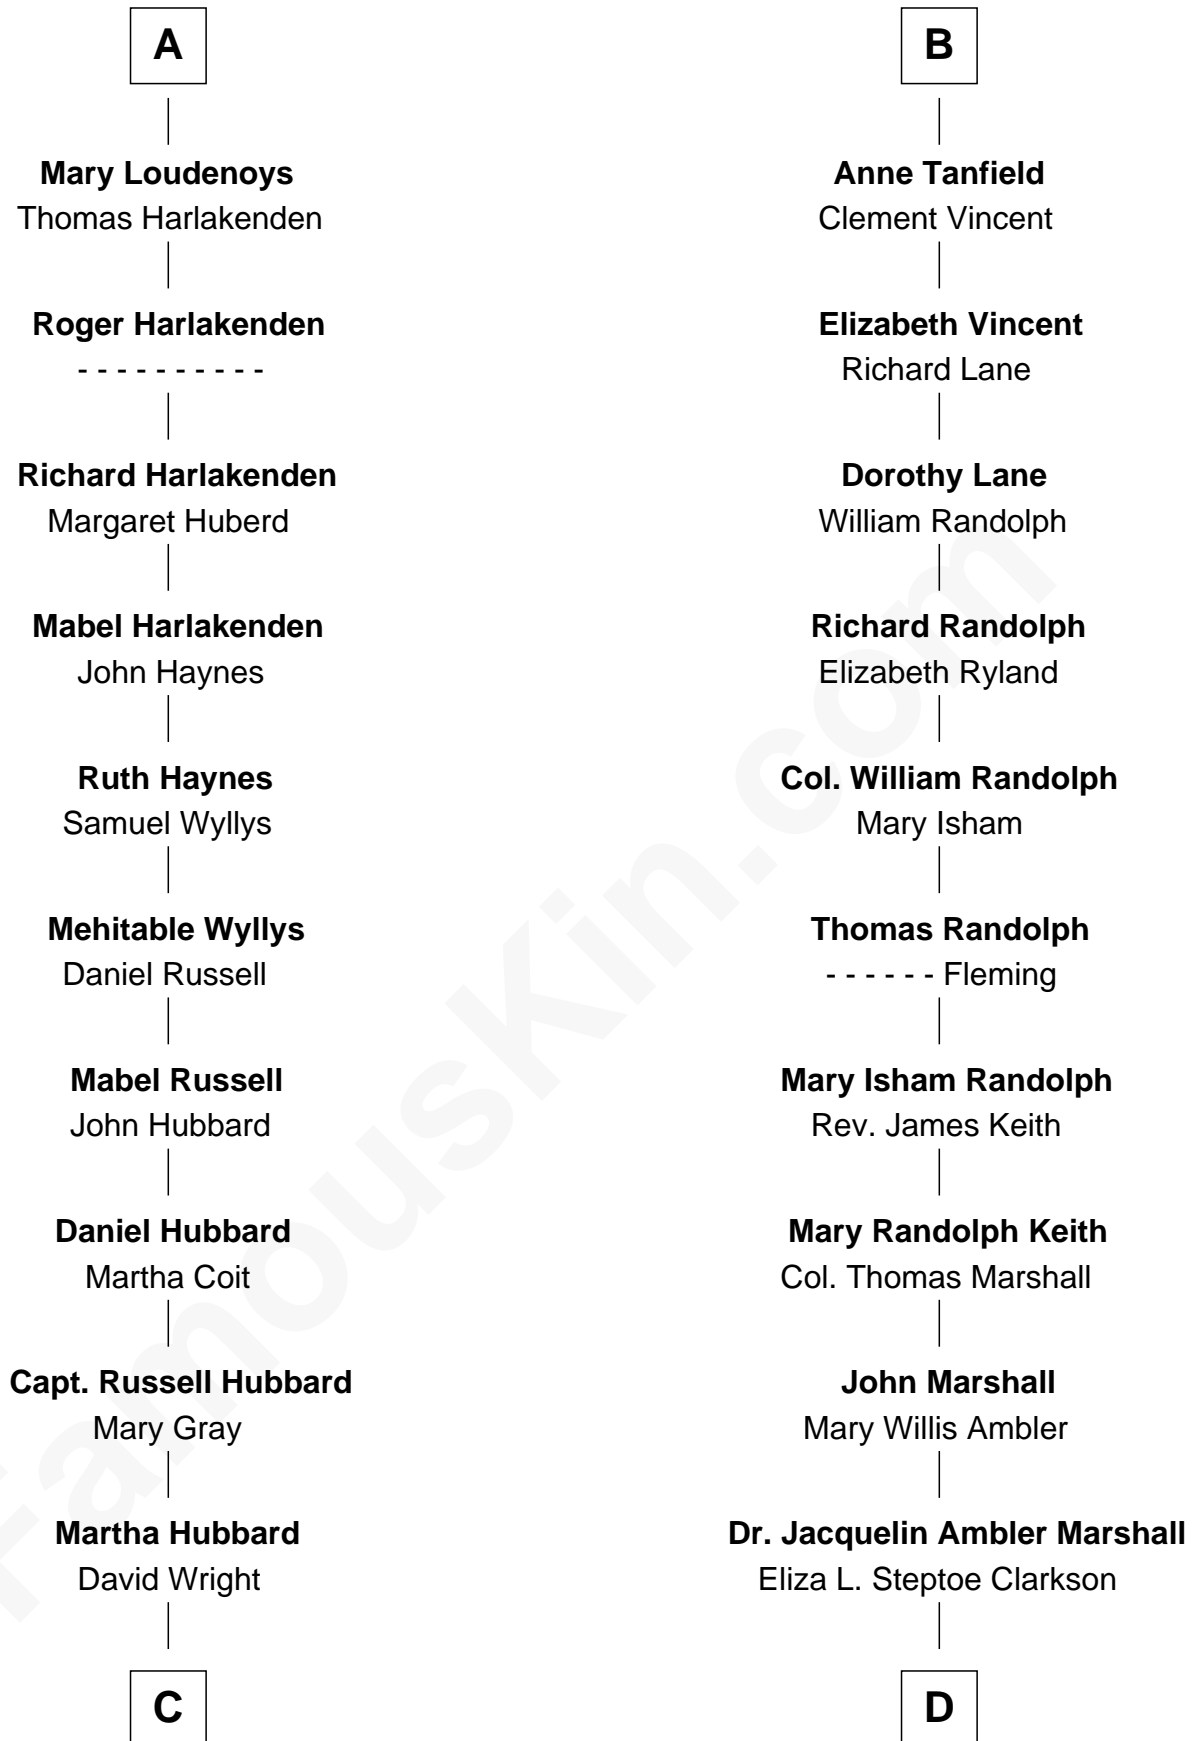 A
Mary Loudenoys
Thomas Harlakenden
Roger Harlakenden
- - - - - - - - - -
Richard Harlakenden
Margaret Huberd
Mabel Harlakenden
John Haynes
Ruth Haynes
Samuel Wyllys
Mehitable Wyllys
Daniel Russell
Mabel Russell
John Hubbard
Daniel Hubbard
Martha Coit
Capt. Russell Hubbard
Mary Gray
Martha Hubbard
David Wright
C
B
Anne Tanfield
Clement Vincent
Elizabeth Vincent
Richard Lane
Dorothy Lane
William Randolph
Richard Randolph
Elizabeth Ryland
Col. William Randolph
Mary Isham
Thomas Randolph
- - - - - - Fleming
Mary Isham Randolph
Rev. James Keith
Mary Randolph Keith
Col. Thomas Marshall
John Marshall
Mary Willis Ambler
Dr. Jacquelin Ambler Marshall
Eliza L. Steptoe Clarkson
D
FamousKin.com